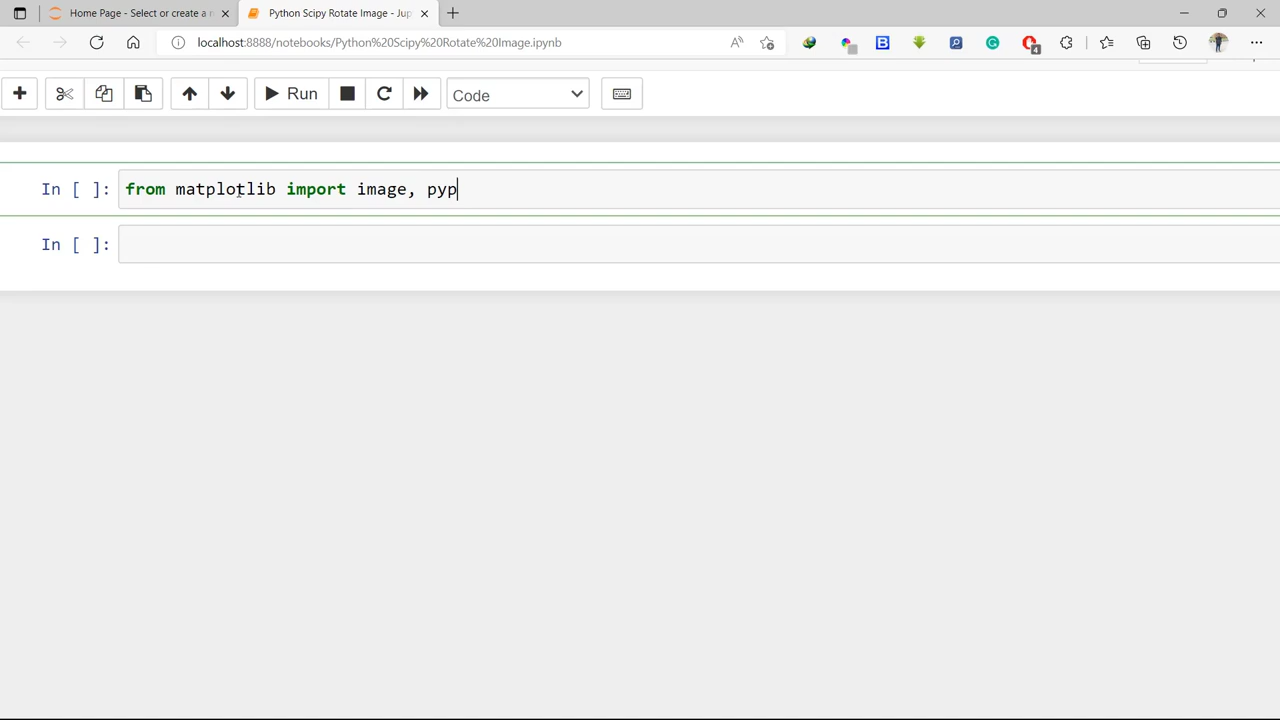 Home Page - Select or create a n
Python Scipy Rotate Image - Jup
localhost:8888/notebooks/Python%20Scipy%20Rotate%20Image.ipynb
Run
Code
In [ ]: from matplotlib import image, pyp
In [ ]: